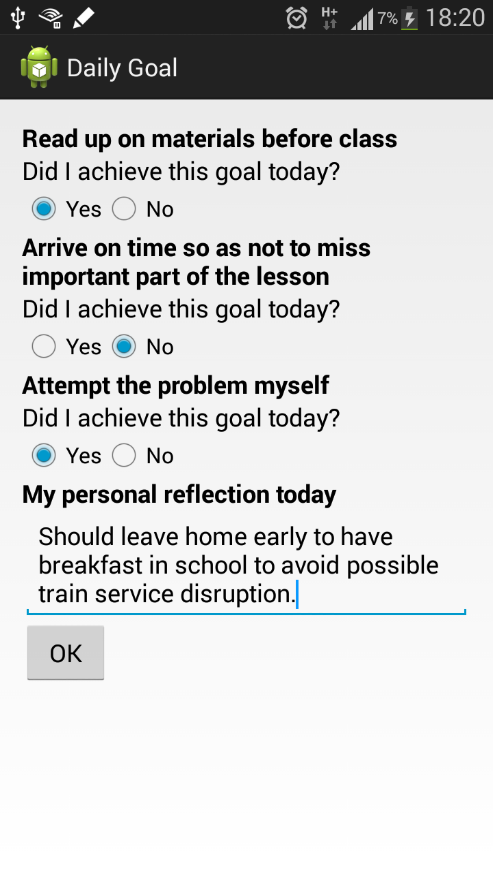 H+ 7% 18:20
Daily Goal
Read up on materials before class
Did I achieve this goal today?
Yes No
Arrive on time so as not to miss
important part of the lesson
Did I achieve this goal today?
Yes No
Attempt the problem myself
Did I achieve this goal today?
Yes No
My personal reflection today
Should leave home early to have
breakfast in school to avoid possible
train service disruption.
OK